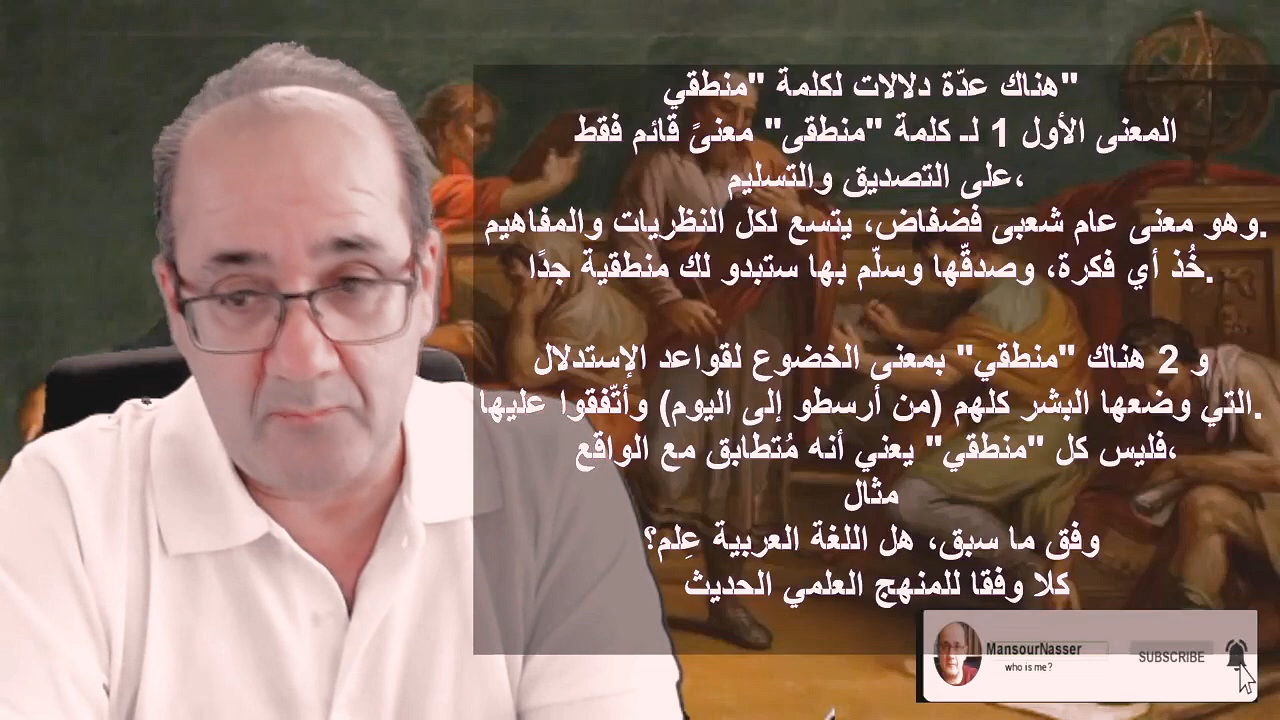 هناك عدّة دلالات لكلمة "منطقي"
المعنى الأول 1 لـ كلمة "منطقى" معنىً قائم فقط
على التصديق والتسليم،
وهو معنى عام شعبى فضفاض، يتسع لكل النظريات والمفاهيم.
خُذ أي فكرة، وصدقّها وسلّم بها ستبدو لك منطقية جدًا.
و 2 هناك "منطقي" بمعنى الخضوع لقواعد الإستدلال
التي وضعها البشر كلهم (من أرسطو إلى اليوم) وأتّفقوا عليها.
فليس كل "منطقي" يعني أنه مُتطابق مع الواقع،
مثال
وفق ما سبق، هل اللغة العربية عِلم؟
كلا وفقا للمنهج العلمي الحديث
MansourNasser
who is me?
SUBSCRIBE